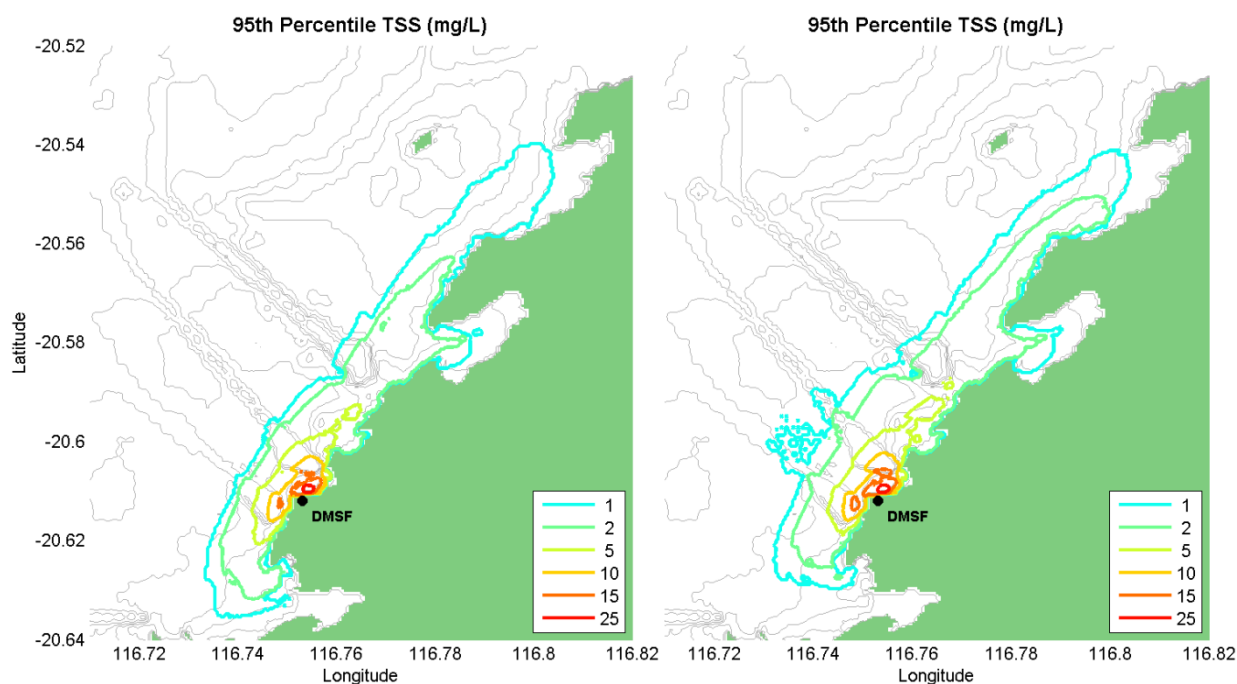 95th Percentile TSS (mg/L)
95th Percentile TSS (mg/L)
-20.52
-20.54
-20.56
-20.58
-20.6
-20.62
-20.64
Latitude
DMSF
DMSF
1
2
5
10
15
25
1
2
5
10
15
25
116.72 116.74 116.76 116.78 116.8 116.82
116.72 116.74 116.76 116.78 116.8 116.82
Longitude
Longitude